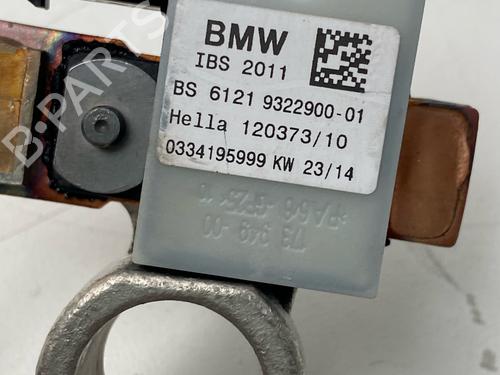 BMW
IBS 2011
BS 6121 9322900-01
Hella 120373/10
0334195999 KW 23/14
B-PARTS